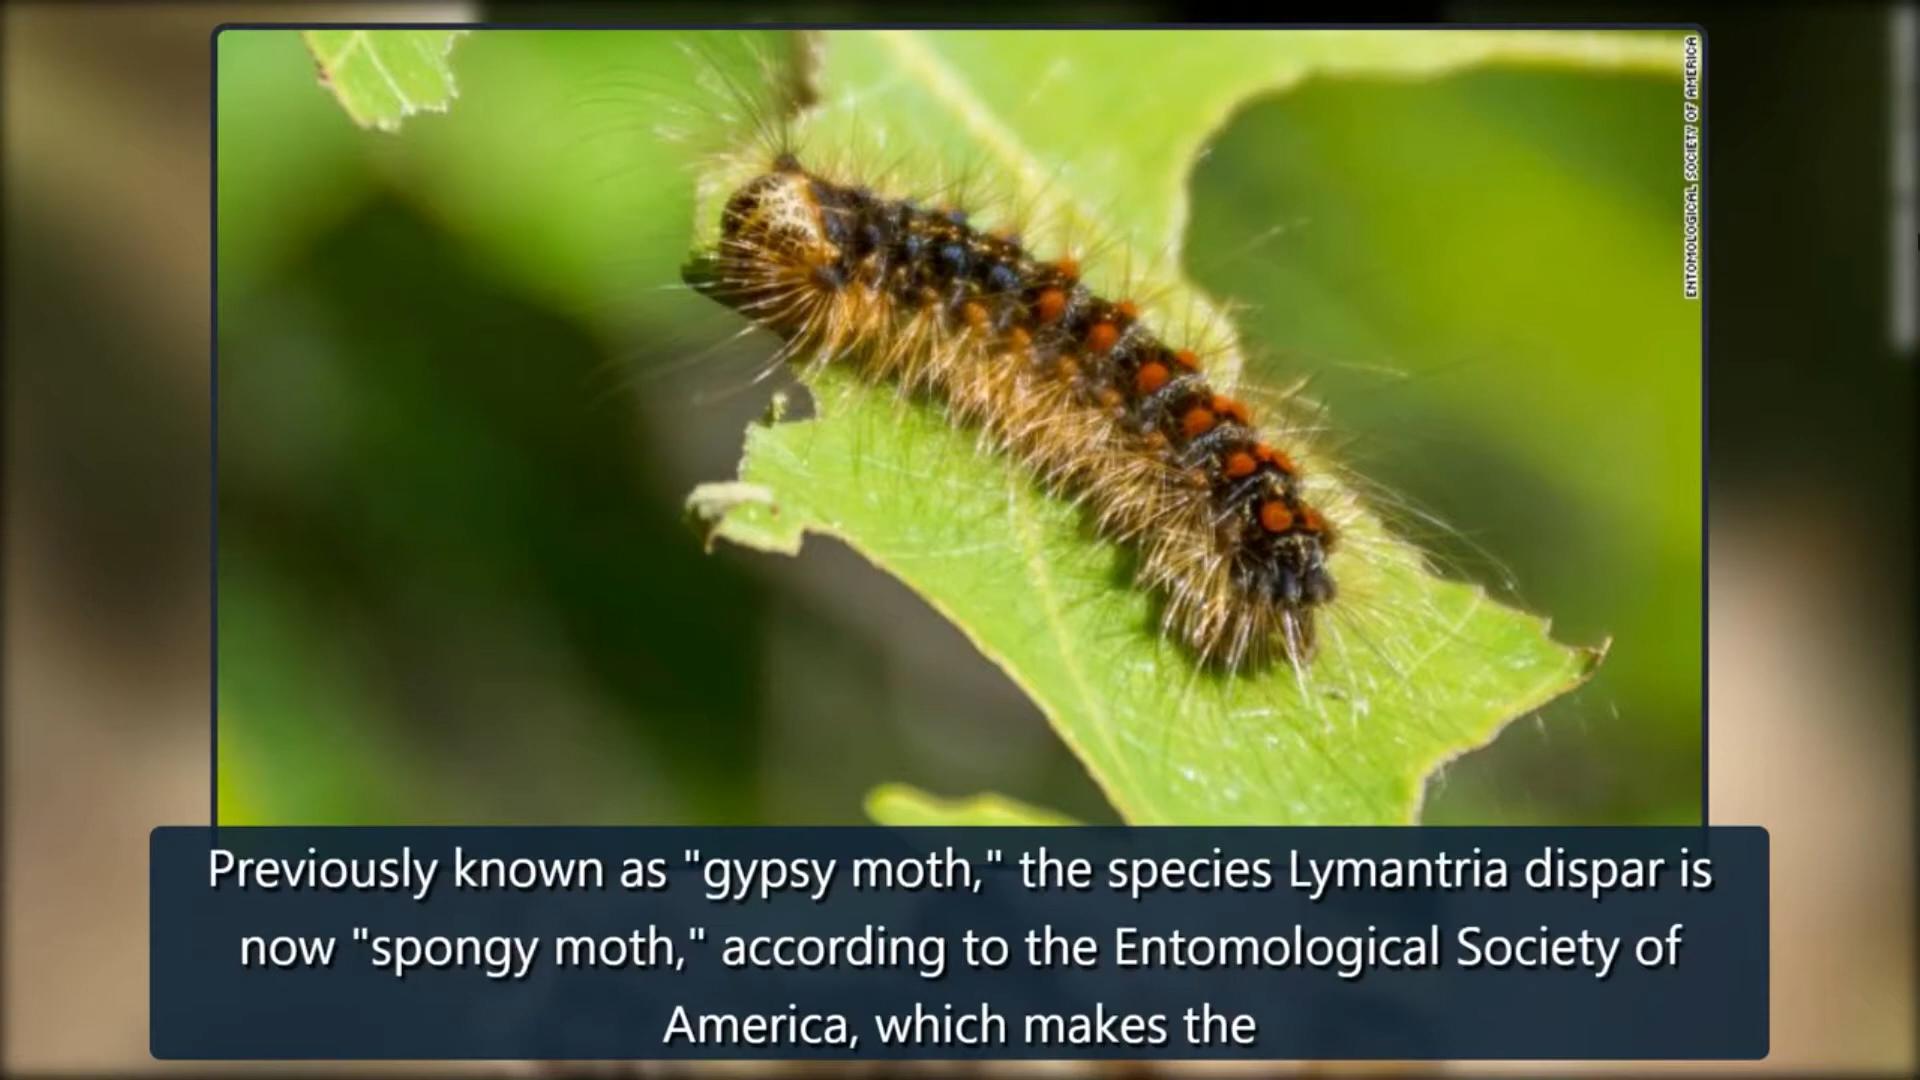 ENTOMOLOGICAL SOCIETY OF AMERICA
Previously known as "gypsy moth," the species Lymantria dispar is
now "spongy moth," according to the Entomological Society of
America, which makes the